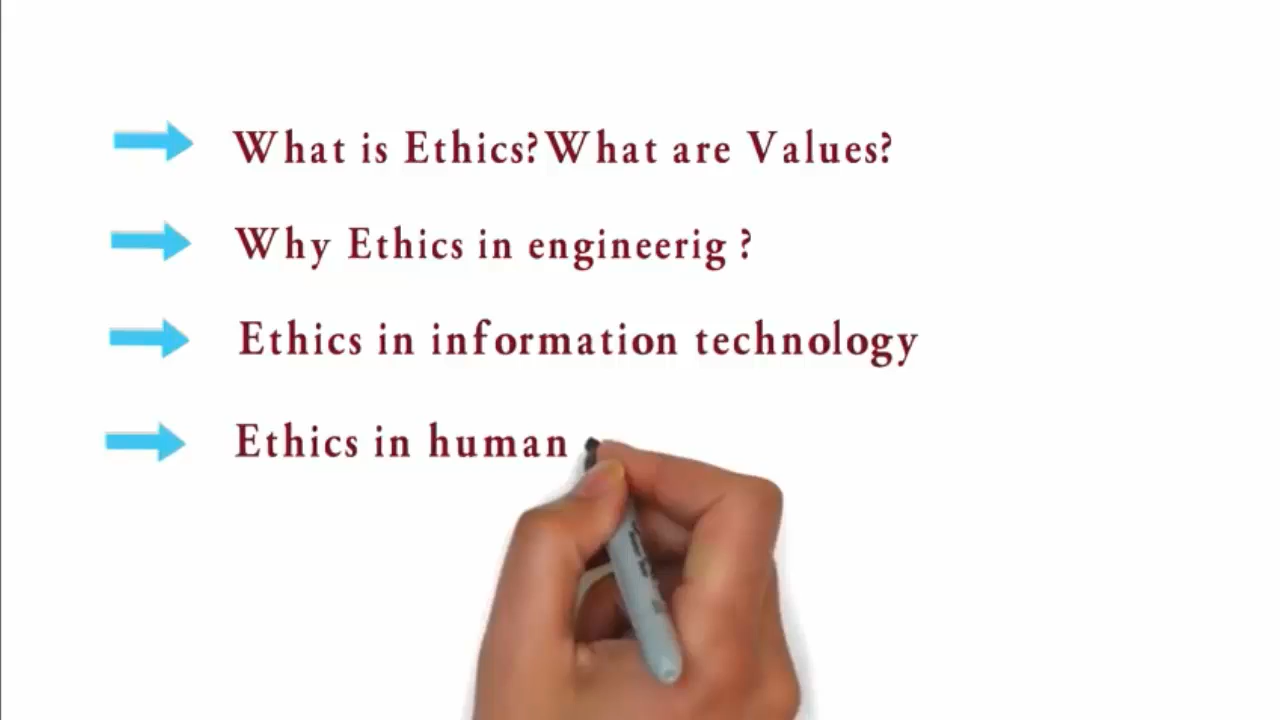 What is Ethics? What are Values?
Why Ethics in engineerig ?
Ethics in information technology
Ethics in human